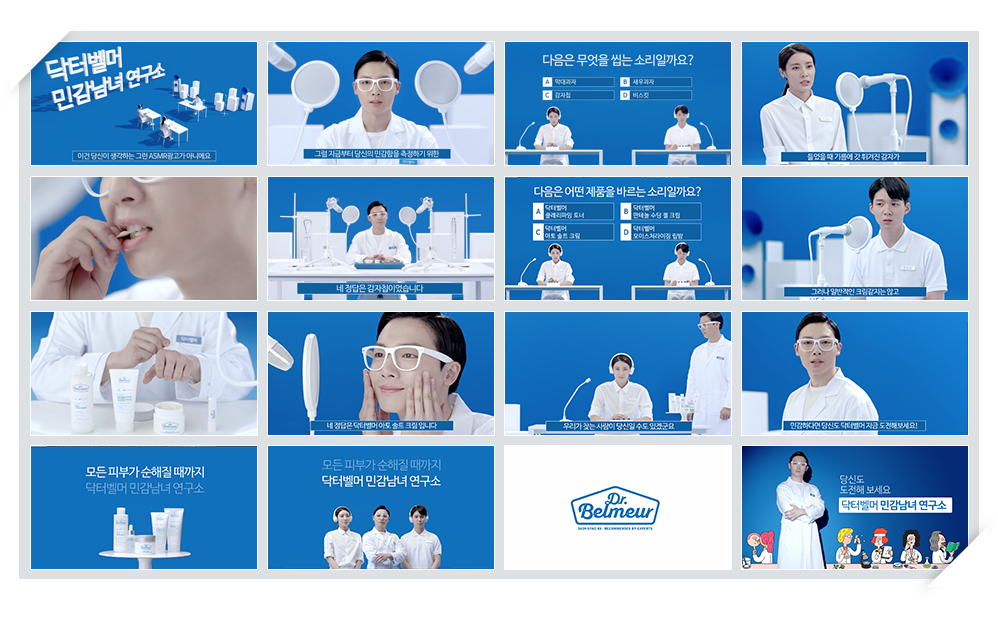 닥터벨머
민감남녀 연구소
이건 당신이 생각하는 그런 ASMR광고가 아니에요
그럼 지금부터 당신의 민감함을 측정하기 위한
다음은 무엇을 씹는 소리일까요?
A 막대과자
B 새우과자
C 감자칩
D 비스킷
들었을 때 기름에 갓 튀겨진 감자가
네 정답은 감자칩이었습니다
다음은 어떤 제품을 바르는 소리일까요?
A 닥터벨머
클래리파잉 토너
B 닥터벨머
판테놀 수딩 젤 크림
C 닥터벨머
아토 솔트 크림
D 닥터벨머
모이스처라이징 립밤
그러나 일반적인 크림같지는 않고
닥터벨머
네 정답은 닥터벨머 아토 솔트 크림 입니다
우리가 찾는 사람이 당신일 수도 있겠군요
민감하다면 당신도 닥터벨머 지금 도전해보세요!
모든 피부가 순해질 때까지
닥터벨머 민감남녀 연구소
모든 피부가 순해질 때까지
닥터벨머 민감남녀 연구소
Dr.
Belmeur
SKIN-SYNC RX · RECOMMENDED BY EXPERTS
당신도
도전해 보세요
닥터벨머 민감남녀 연구소